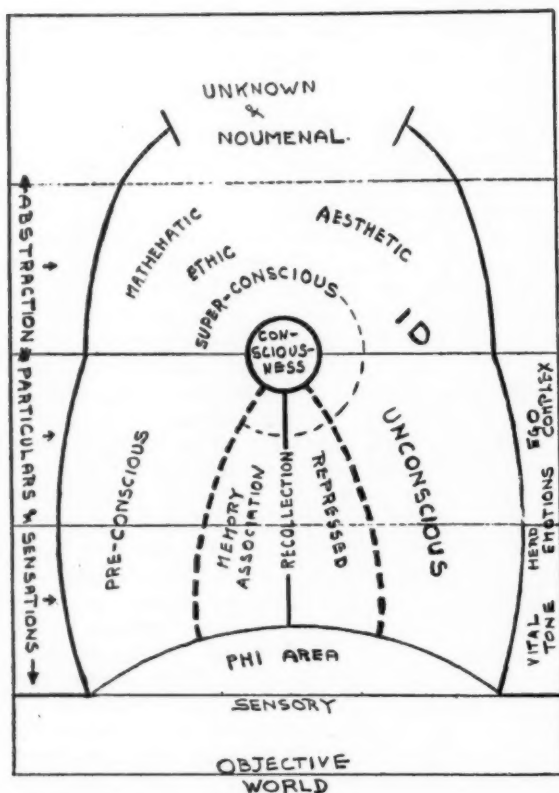 UNKNOWN
&
NOUMENAL.
MATHEMATIC
ETHIC
AESTHETIC
SUPER-CONSCIOUS
ID
CON-
SCIOUS-
NESS
ABSTRACTION & PARTICULARS & SENSATIONS
PRE-CONSCIOUS
MEMORY
ASSOCIATION
RECOLLECTION
REPRESSED
UNCONSCIOUS
EGO
COMPLEX
HERD
EMOTIONS
VITAL
TONE
PHI AREA
SENSORY
OBJECTIVE
WORLD